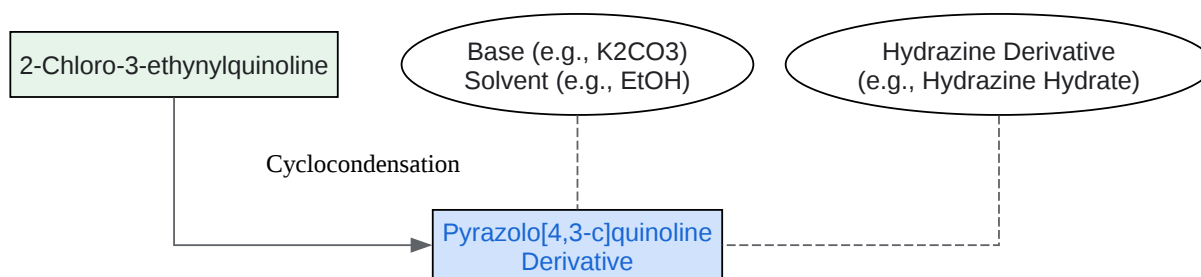 2-Chloro-3-ethynylquinoline
Base (e.g., K2CO3)
Solvent (e.g., EtOH)
Hydrazine Derivative
(e.g., Hydrazine Hydrate)
Cyclocondensation
Pyrazolo[4,3-c]quinoline
Derivative